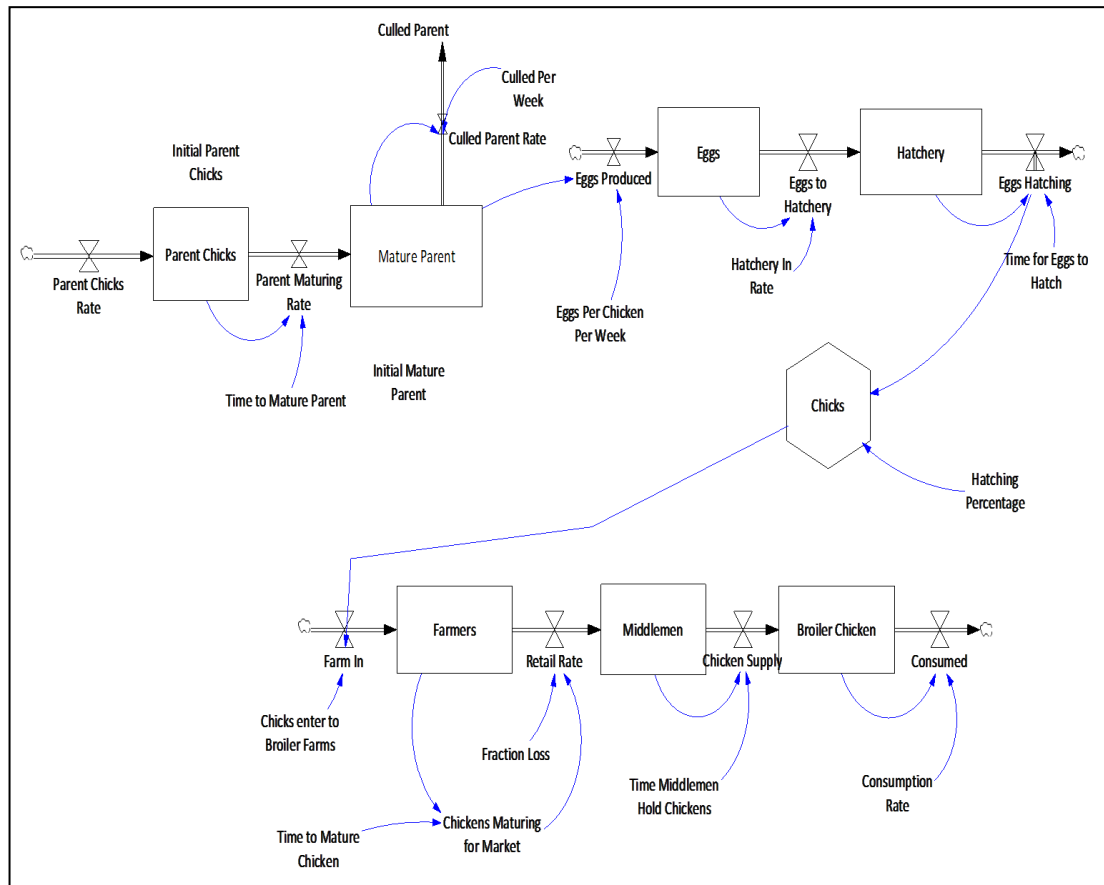 Culled Parent
Culled Per
Week
Culled Parent Rate
Initial Parent
Chicks
Eggs
Hatchery
Eggs Produced
Eggs to
Hatchery
Eggs Hatching
Parent Chicks
Mature Parent
Parent Chicks
Rate
Parent Maturing
Rate
Hatchery In
Rate
Time for Eggs to
Hatch
Eggs Per Chicken
Per Week
Time to Mature Parent
Initial Mature
Parent
Chicks
Hatching
Percentage
Farmers
Middlemen
Broiler Chicken
Farm In
Retail Rate
Chicken Supply
Consumed
Chicks enter to
Broiler Farms
Fraction Loss
Time Middlemen
Hold Chickens
Consumption
Rate
Time to Mature
Chicken
Chickens Maturing
for Market